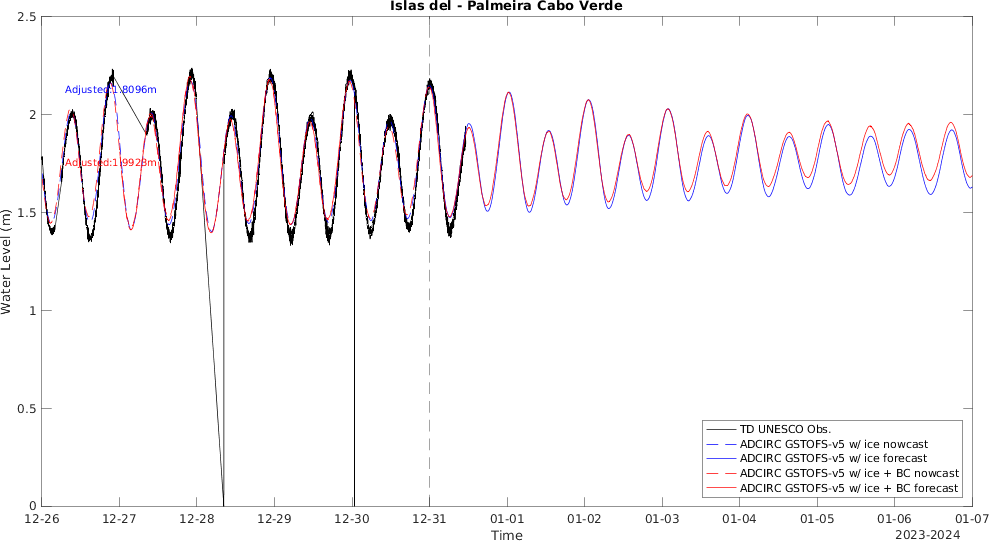 Islas del - Palmeira Cabo Verde
2.5
2
1.5
1
0.5
0
Water Level (m)
Adjusted:1.8096m
Adjusted:1.9923m
TD UNESCO Obs.
ADCIRC GSTOFS-v5 w/ ice nowcast
ADCIRC GSTOFS-v5 w/ ice forecast
ADCIRC GSTOFS-v5 w/ ice + BC nowcast
ADCIRC GSTOFS-v5 w/ ice + BC forecast
12-26 12-27 12-28 12-29 12-30 12-31 01-01 01-02 01-03 01-04 01-05 01-06 01-07
Time
2023-2024